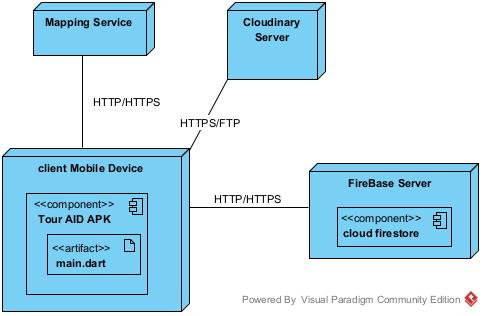 Mapping Service
Cloudinary
Server
HTTP/HTTPS
HTTPS/FTP
client Mobile Device
<<component>>
Tour AID APK
<<artifact>>
main.dart
HTTP/HTTPS
FireBase Server
<<component>>
cloud firestore
Powered By Visual Paradigm Community Edition